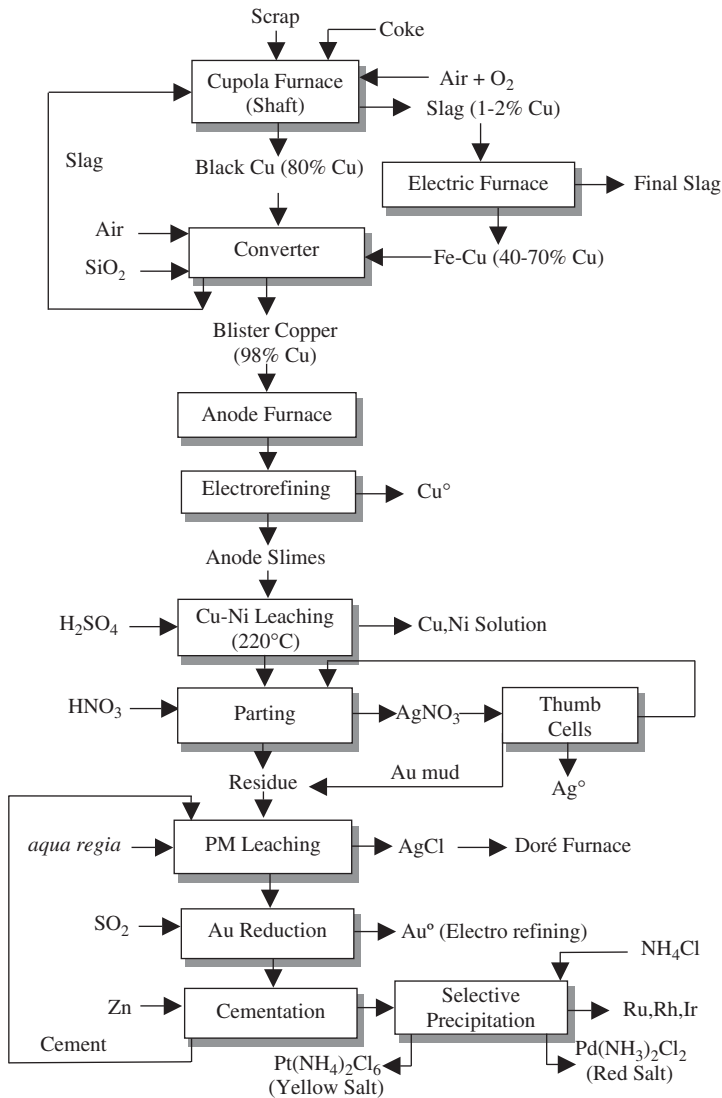 Scrap
Coke
Cupola Furnace
(Shaft)
Air + O₂
Slag (1-2% Cu)
Slag
Black Cu (80% Cu)
Electric Furnace
Final Slag
Air
Converter
SiO₂
Fe-Cu (40-70% Cu)
Blister Copper
(98% Cu)
Anode Furnace
Electrorefining
Cu°
Anode Slimes
H₂SO₄
Cu-Ni Leaching
(220°C)
Cu,Ni Solution
HNO₃
Parting
AgNO₃
Thumb
Cells
Residue
Au mud
Ag°
aqua regia
PM Leaching
AgCl
Doré Furnace
SO₂
Au Reduction
Auº (Electro refining)
NH₄Cl
Zn
Cementation
Selective
Precipitation
Ru,Rh,Ir
Cement
Pt(NH₄)₂Cl₆
(Yellow Salt)
Pd(NH₃)₂Cl₂
(Red Salt)